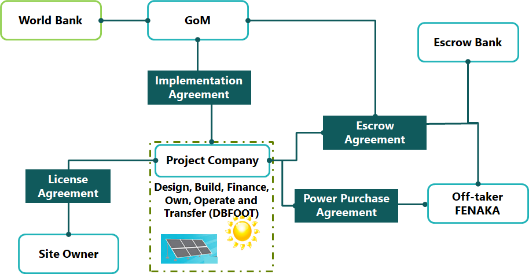 World Bank
GoM
Escrow Bank
Implementation
Agreement
Escrow
Agreement
Project Company
License
Agreement
Design, Build, Finance,
Own, Operate and
Transfer (DBFOOT)
Power Purchase
Agreement
Off-taker
FENAKA
Site Owner